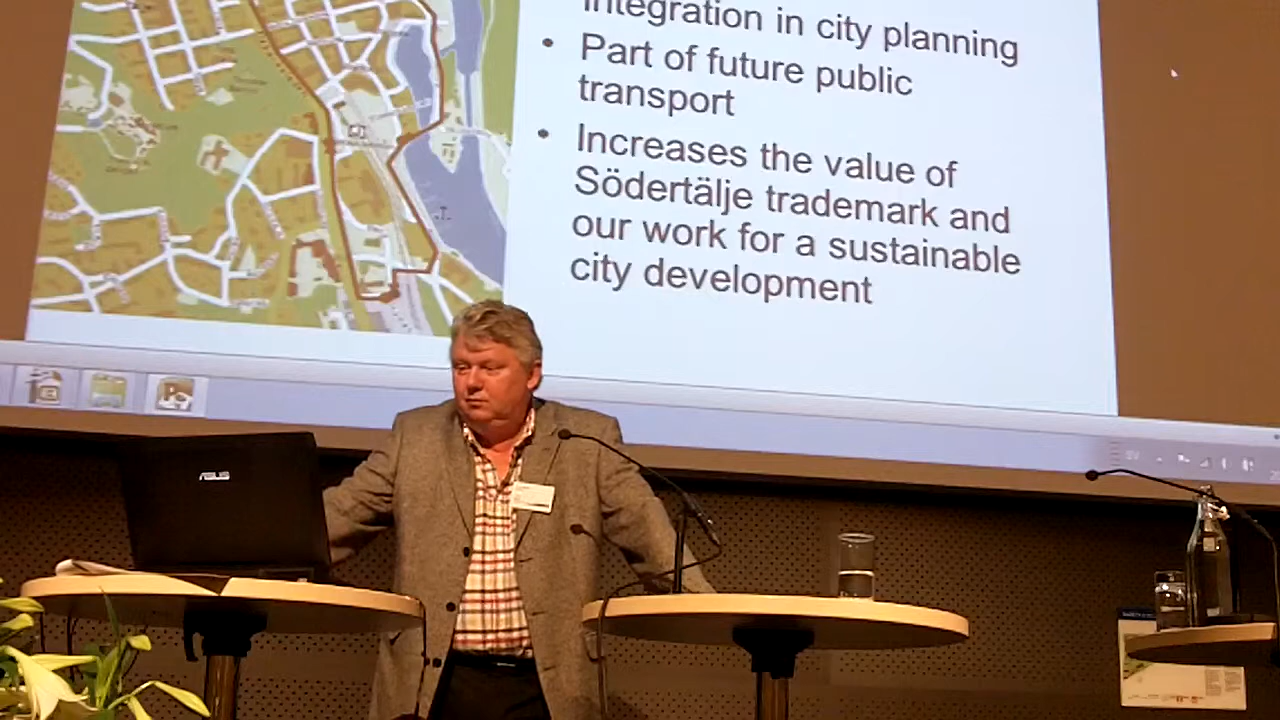 integration in city planning
• Part of future public
transport
• Increases the value of
Södertälje trademark and
our work for a sustainable
city development
SV
ASUS